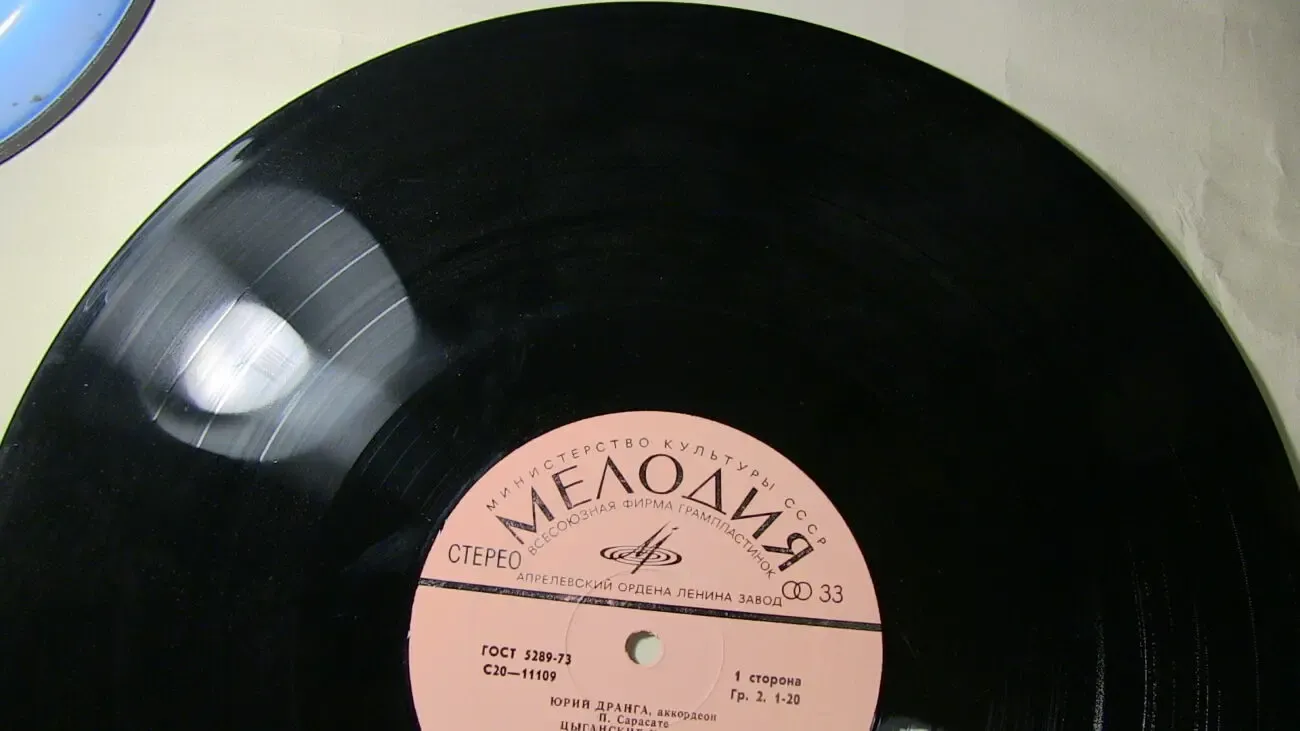 МИНИСТЕРСТВО КУЛЬТУРЫ СССР
МЕЛОДИЯ
ВСЕСОЮЗНАЯ ФИРМА ГРАМПЛАСТИНОК
СТЕРЕО
АПРЕЛЕВСКИЙ ОРДЕНА ЛЕНИНА ЗАВОД
33
ГОСТ 5289-73
С20—11109
1 сторона
Гр. 2. 1-20
ЮРИЙ ДРАНГА, аккордеон
П. Сарасате